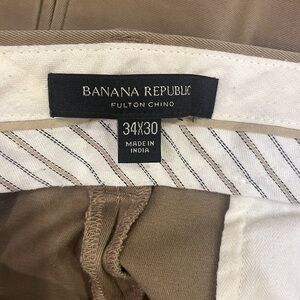 BANANA REPUBLIC
FULTON CHINO
34X30
MADE IN
INDIA